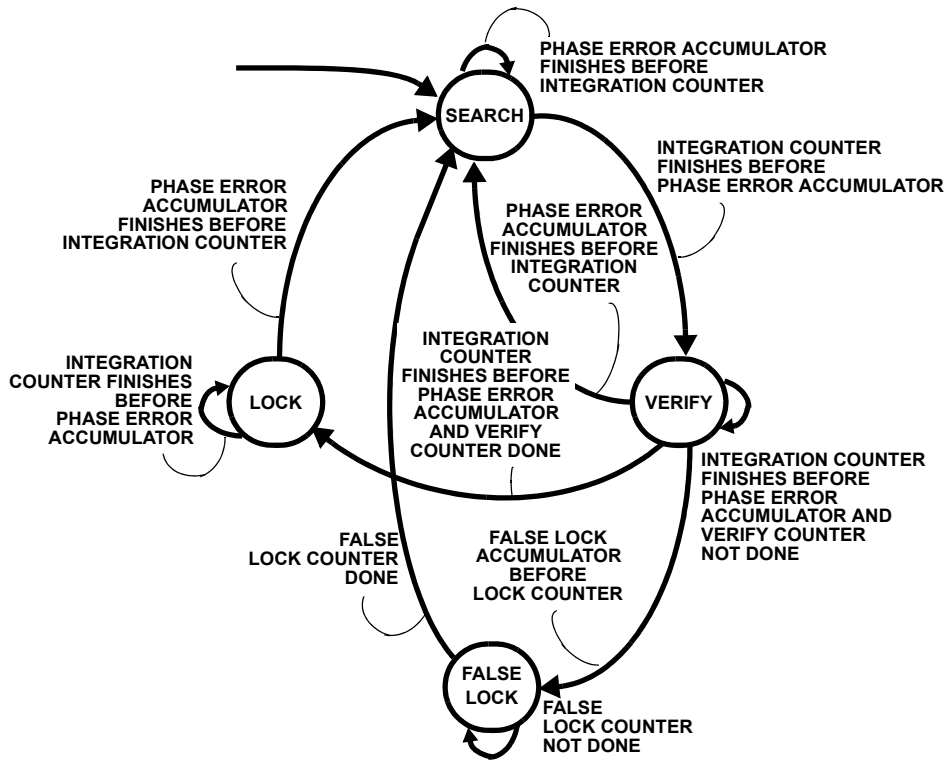 PHASE ERROR ACCUMULATOR
FINISHES BEFORE
INTEGRATION COUNTER
SEARCH
INTEGRATION COUNTER
FINISHES BEFORE
PHASE ERROR ACCUMULATOR
PHASE ERROR
ACCUMULATOR
FINISHES BEFORE
INTEGRATION COUNTER
PHASE ERROR
ACCUMULATOR
FINISHES BEFORE
INTEGRATION
COUNTER
INTEGRATION
COUNTER FINISHES
BEFORE
PHASE ERROR
ACCUMULATOR
LOCK
INTEGRATION
COUNTER
FINISHES BEFORE
PHASE ERROR
ACCUMULATOR
AND VERIFY
COUNTER DONE
VERIFY
INTEGRATION COUNTER
FINISHES BEFORE
PHASE ERROR
ACCUMULATOR AND
VERIFY COUNTER
NOT DONE
FALSE
LOCK COUNTER
DONE
FALSE LOCK
ACCUMULATOR
BEFORE
LOCK COUNTER
FALSE
LOCK
FALSE
LOCK COUNTER
NOT DONE